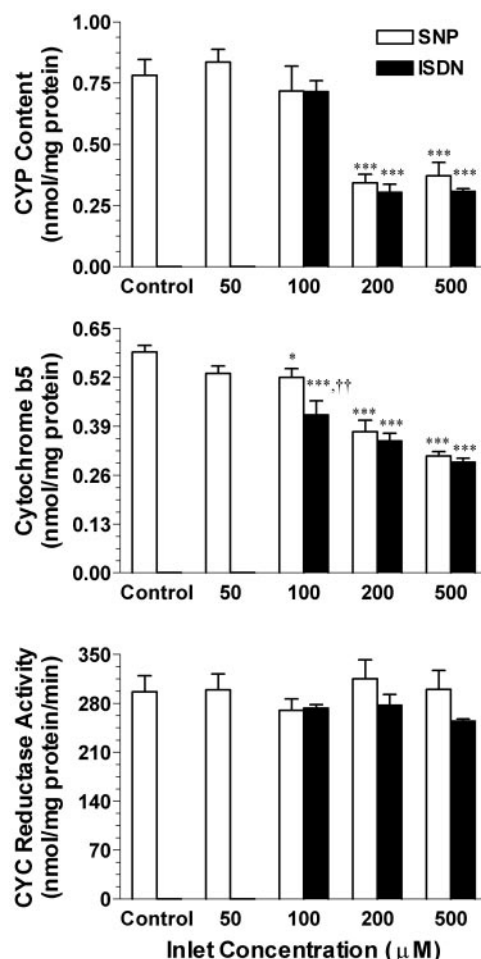 SNP
ISDN
CYP Content
(nmol/mg protein)
1.00
0.75
0.50
0.25
0.00
*** *** *** ***
Control 50 100 200 500
Cytochrome b5
(nmol/mg protein)
0.65
0.52
0.39
0.26
0.13
0.00
* ***,†† *** *** *** ***
Control 50 100 200 500
CYC Reductase Activity
(nmol/mg protein/min)
350
280
210
140
70
0
Control 50 100 200 500
Inlet Concentration (μM)